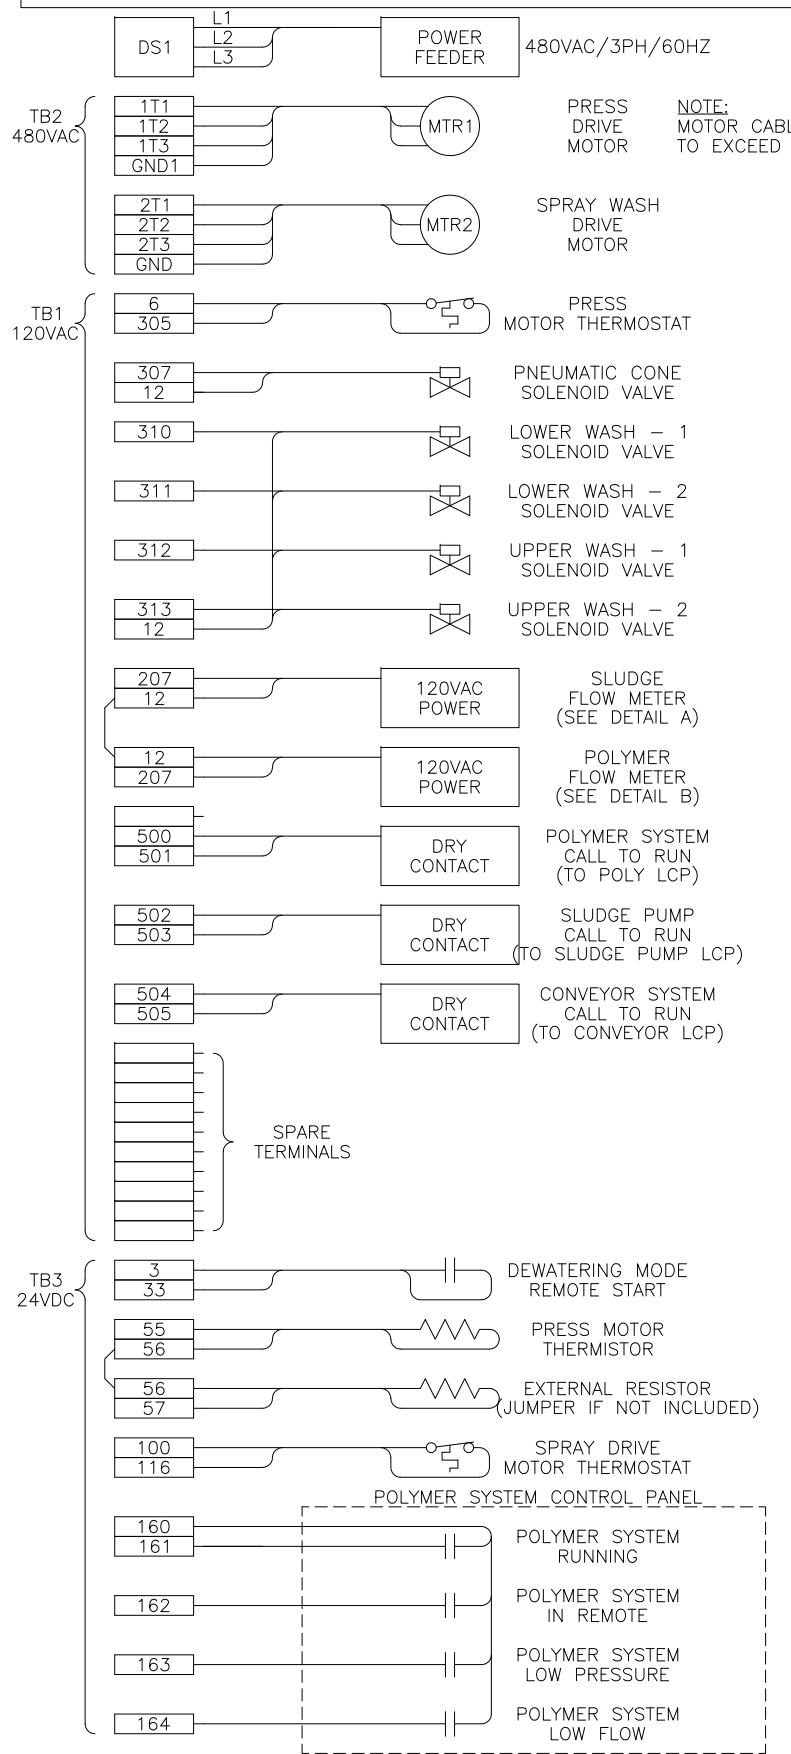 L1
DS1
L2
L3
POWER
FEEDER
480VAC/3PH/60HZ
TB2
480VAC
1T1
1T2
1T3
GND1
MTR1
PRESS
DRIVE
MOTOR
NOTE:
MOTOR CABL
TO EXCEED
2T1
2T2
2T3
GND
MTR2
SPRAY WASH
DRIVE
MOTOR
TB1
120VAC
6
305
PRESS
MOTOR THERMOSTAT
307
12
PNEUMATIC CONE
SOLENOID VALVE
310
LOWER WASH – 1
SOLENOID VALVE
311
LOWER WASH – 2
SOLENOID VALVE
312
UPPER WASH – 1
SOLENOID VALVE
313
12
UPPER WASH – 2
SOLENOID VALVE
207
12
120VAC
POWER
SLUDGE
FLOW METER
(SEE DETAIL A)
12
207
120VAC
POWER
POLYMER
FLOW METER
(SEE DETAIL B)
500
501
DRY
CONTACT
POLYMER SYSTEM
CALL TO RUN
(TO POLY LCP)
502
503
DRY
CONTACT
SLUDGE PUMP
CALL TO RUN
(TO SLUDGE PUMP LCP)
504
505
DRY
CONTACT
CONVEYOR SYSTEM
CALL TO RUN
(TO CONVEYOR LCP)
SPARE
TERMINALS
TB3
24VDC
3
33
DEWATERING MODE
REMOTE START
55
56
PRESS MOTOR
THERMISTOR
56
57
EXTERNAL RESISTOR
(JUMPER IF NOT INCLUDED)
100
116
SPRAY DRIVE
MOTOR THERMOSTAT
POLYMER SYSTEM CONTROL PANEL
160
161
POLYMER SYSTEM
RUNNING
162
POLYMER SYSTEM
IN REMOTE
163
POLYMER SYSTEM
LOW PRESSURE
164
POLYMER SYSTEM
LOW FLOW